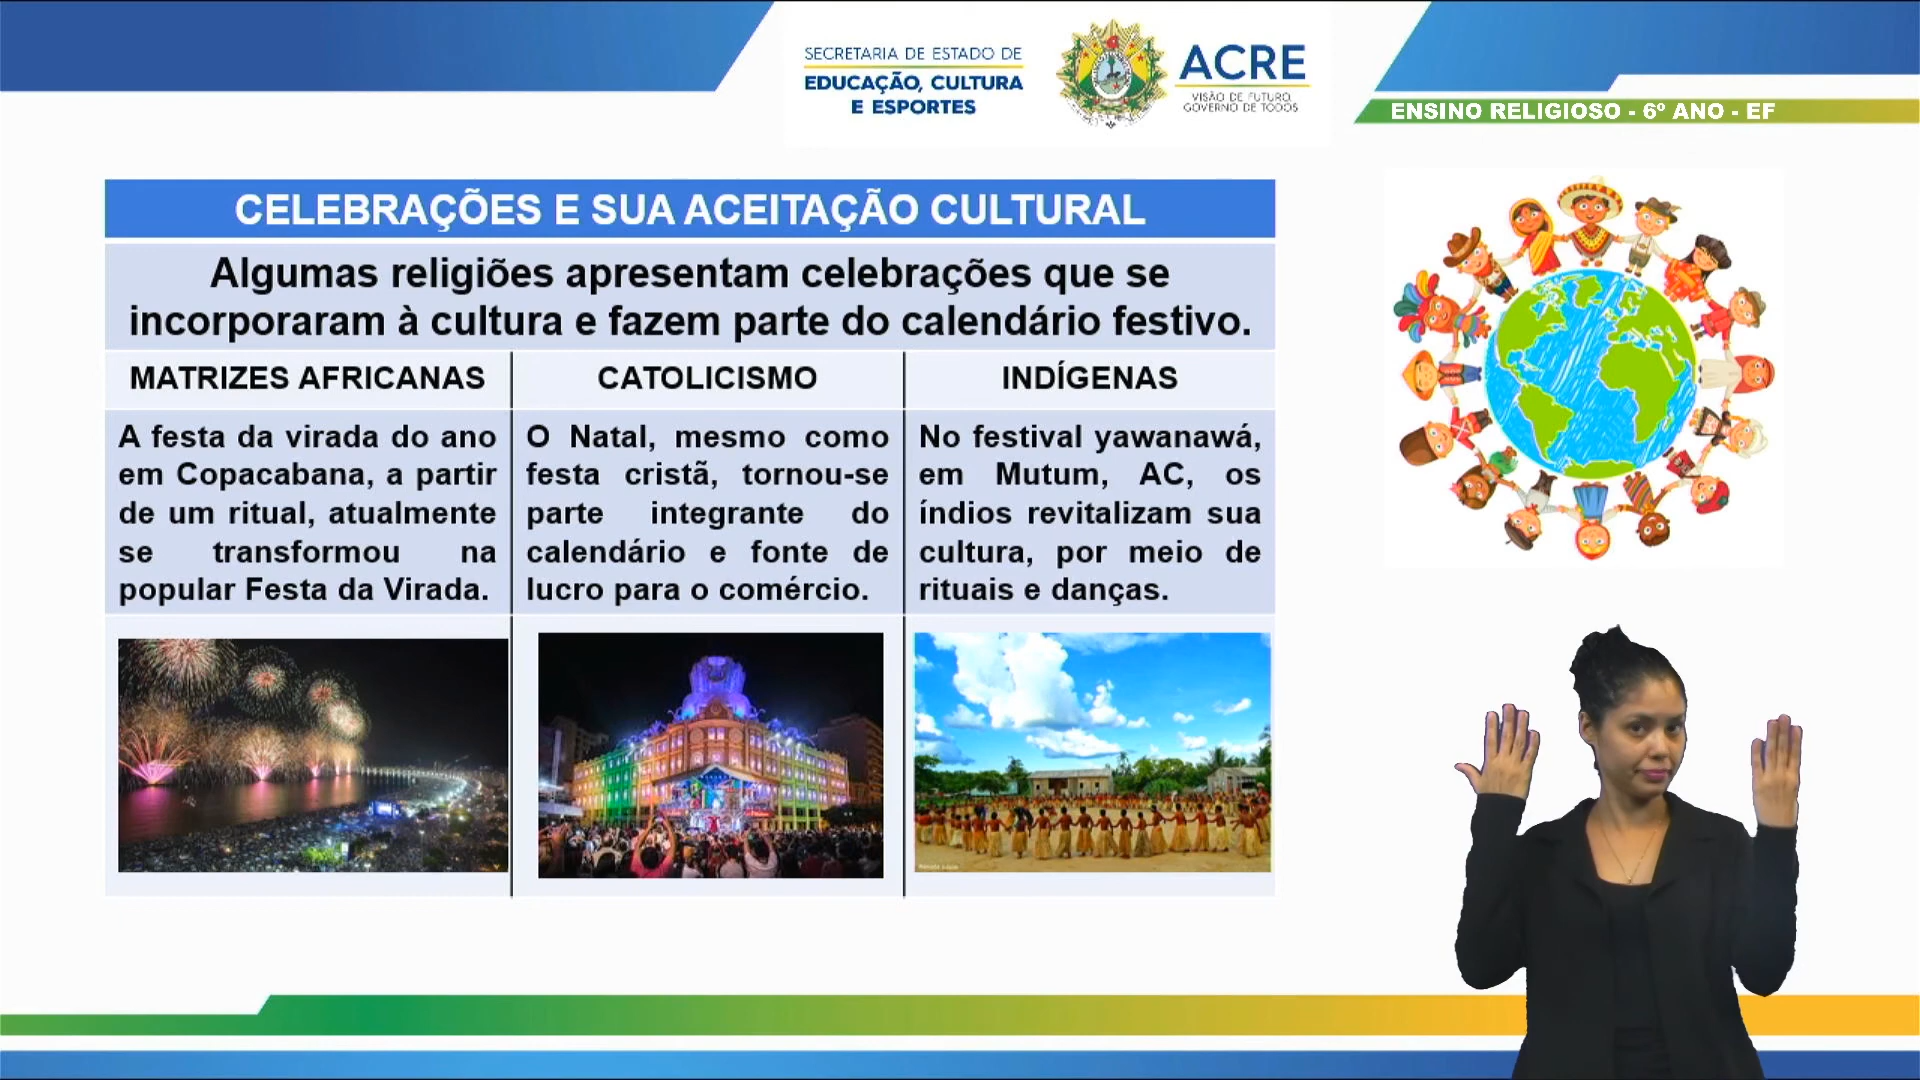 SECRETARIA DE ESTADO DE
EDUCAÇÃO, CULTURA
E ESPORTES
ACRE
VISÃO DE FUTURO,
GOVERNO DE TODOS
ENSINO RELIGIOSO - 6º ANO - EF
CELEBRAÇÕES E SUA ACEITAÇÃO CULTURAL
Algumas religiões apresentam celebrações que se
incorporaram à cultura e fazem parte do calendário festivo.
MATRIZES AFRICANAS
A festa da virada do ano
em Copacabana, a partir
de um ritual, atualmente
se transformou na
popular Festa da Virada.
CATOLICISMO
O Natal, mesmo como
festa cristã, tornou-se
parte integrante do
calendário e fonte de
lucro para o comércio.
INDÍGENAS
No festival yawanawá,
em Mutum, AC, os
índios revitalizam sua
cultura, por meio de
rituais e danças.